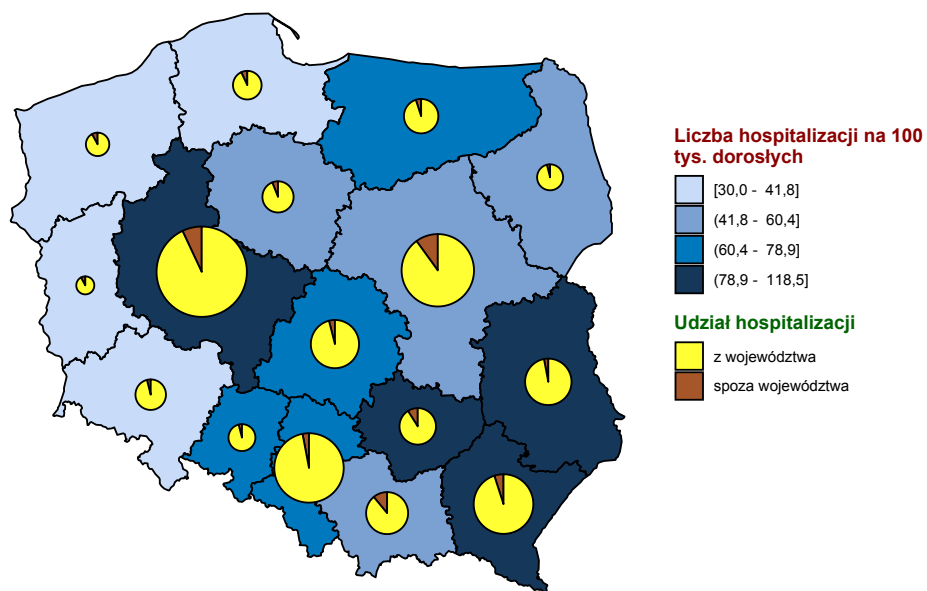 Liczba hospitalizacji na 100
tys. dorosłych
[30,0 - 41,8]
(41,8 - 60,4]
(60,4 - 78,9]
(78,9 - 118,5]
Udział hospitalizacji
z województwa
spoza województwa